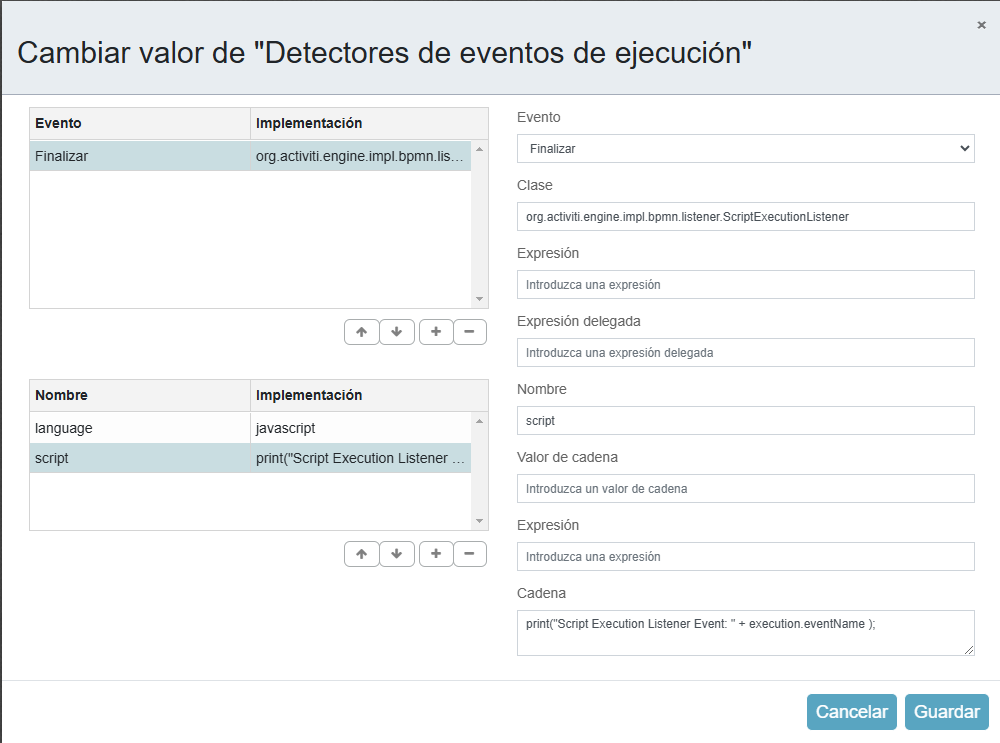 ×
Cambiar valor de "Detectores de eventos de ejecución"
Evento Implementación
Finalizar org.activiti.engine.impl.bpmn.lis...
Nombre Implementación
language javascript
script print("Script Execution Listener ...
Evento
Finalizar
Clase
org.activiti.engine.impl.bpmn.listener.ScriptExecutionListener
Expresión
Introduzca una expresión
Expresión delegada
Introduzca una expresión delegada
Nombre
script
Valor de cadena
Introduzca un valor de cadena
Expresión
Introduzca una expresión
Cadena
print("Script Execution Listener Event: " + execution.eventName );
Cancelar Guardar